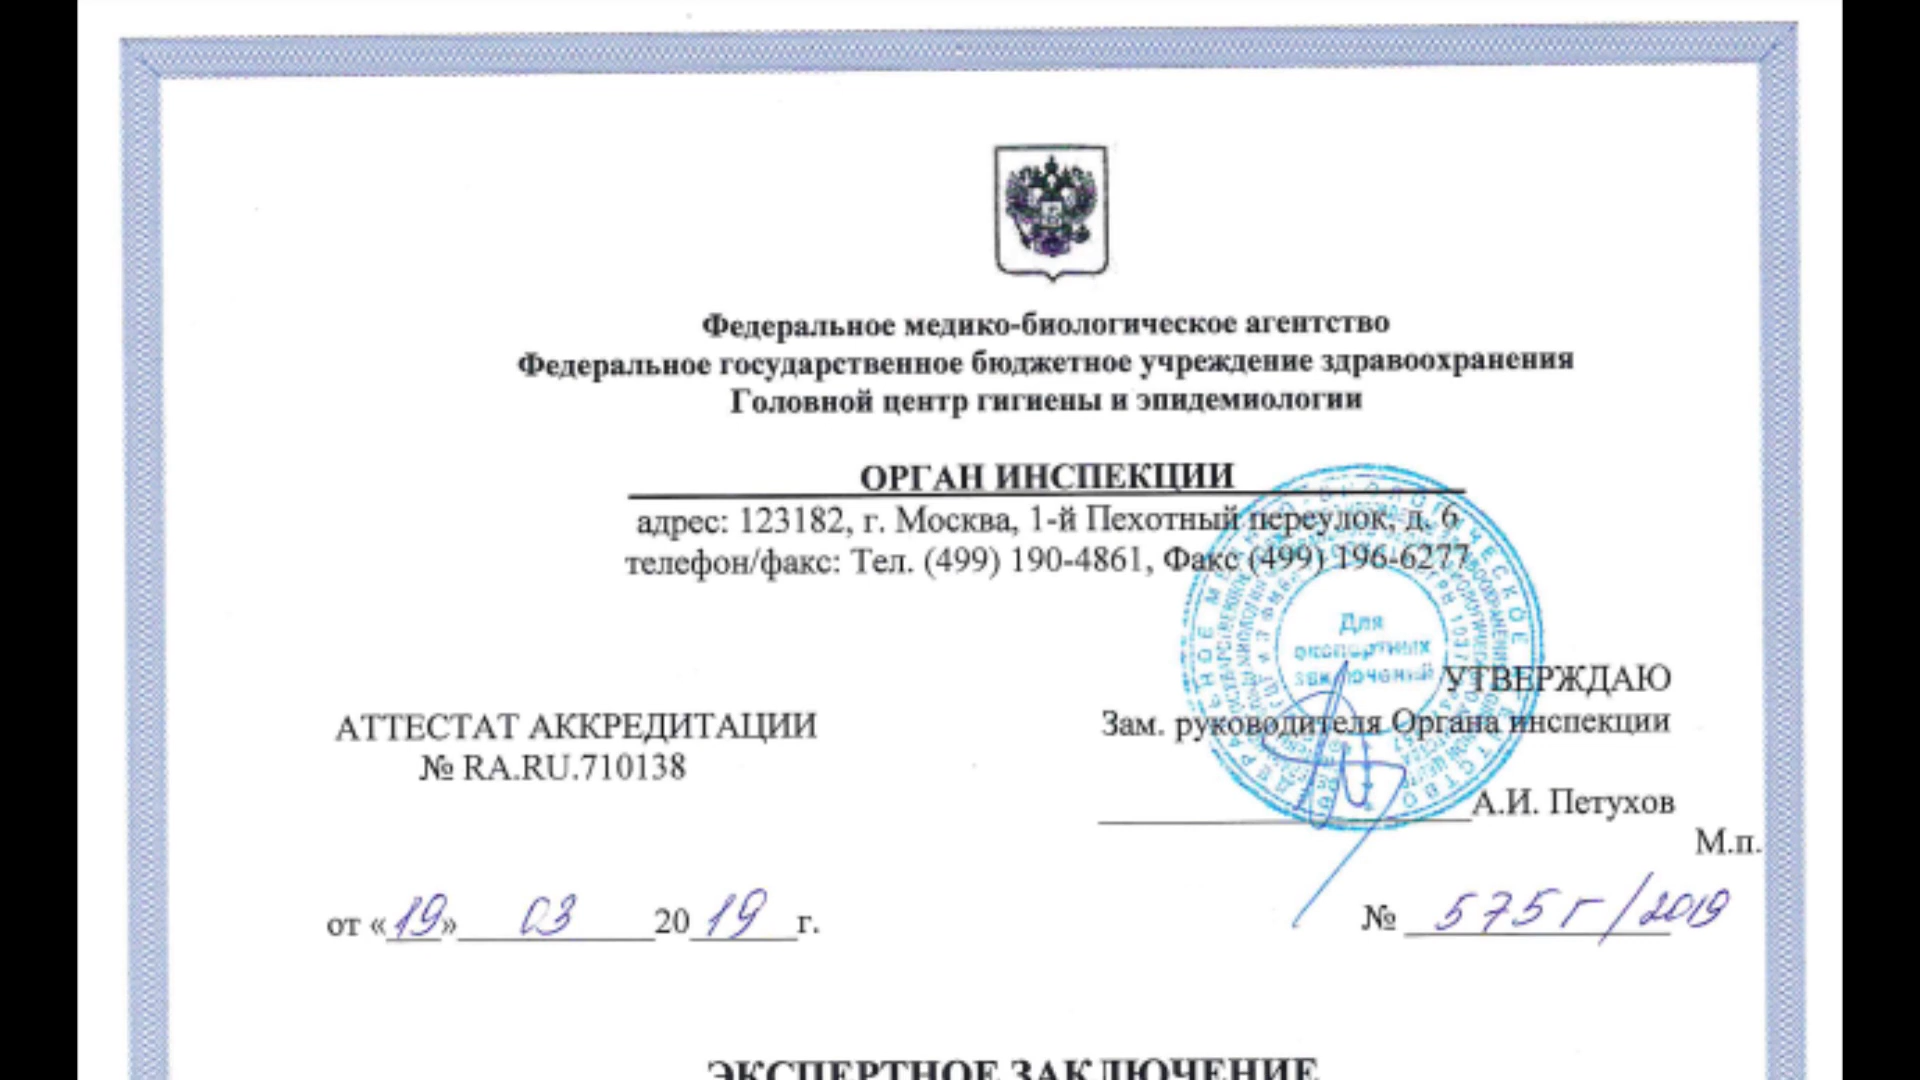 Федеральное медико-биологическое агентство
Федеральное государственное бюджетное учреждение здравоохранения
Головной центр гигиены и эпидемиологии
ОРГАН ИНСПЕКЦИИ
адрес: 123182, г. Москва, 1-й Пехотный переулок, д. 6
телефон/факс: Тел. (499) 190-4861, Факс (499) 196-6277
Для
экспертных
заключений
УТВЕРЖДАЮ
АТТЕСТАТ АККРЕДИТАЦИИ
№ RA.RU.710138
Зам. руководителя Органа инспекции
А.И. Петухов
М.п.
от «19» 03 2019 г.
№ 575г/2019
ЭКСПЕРТНОЕ ЗАКЛЮЧЕНИЕ